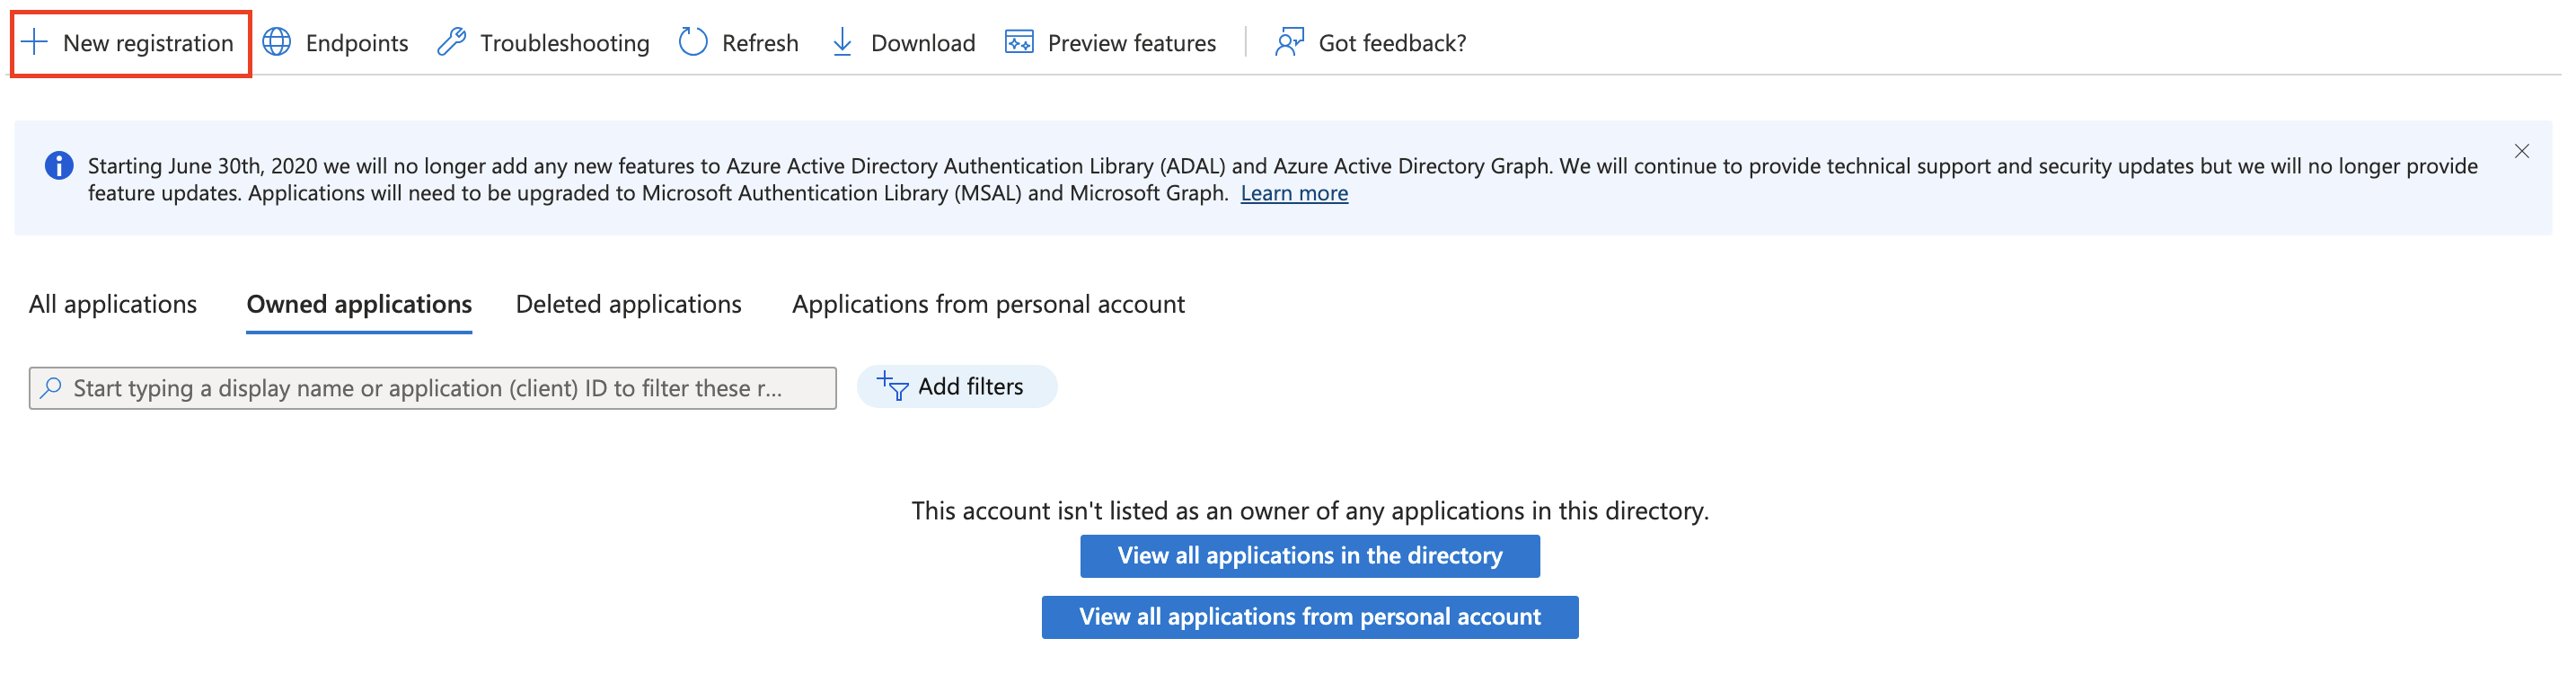 New registration Endpoints Troubleshooting Refresh Download Preview features Got feedback?
Starting June 30th, 2020 we will no longer add any new features to Azure Active Directory Authentication Library (ADAL) and Azure Active Directory Graph. We will continue to provide technical support and security updates but we will no longer provide
feature updates. Applications will need to be upgraded to Microsoft Authentication Library (MSAL) and Microsoft Graph. Learn more
All applications Owned applications Deleted applications Applications from personal account
Start typing a display name or application (client) ID to filter these r... Add filters
This account isn't listed as an owner of any applications in this directory.
View all applications in the directory
View all applications from personal account